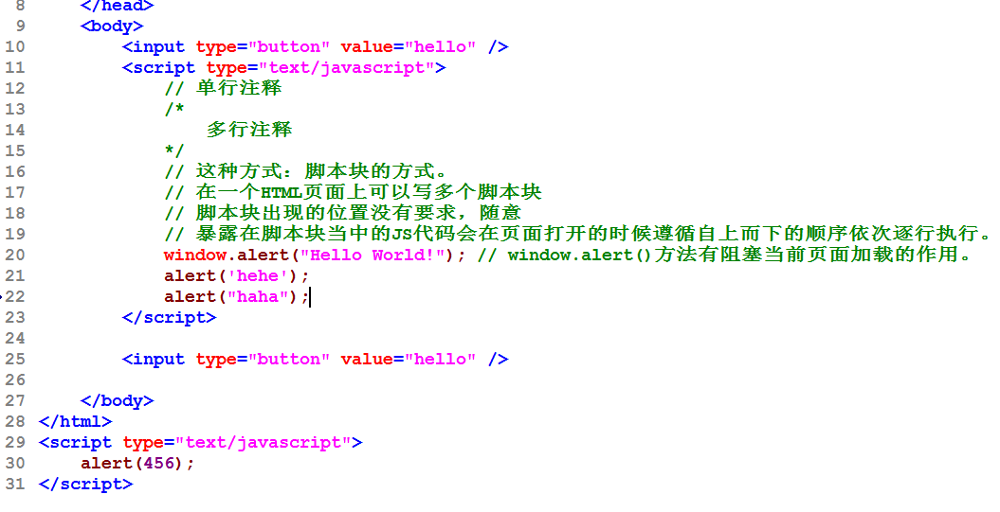 8     </head>
9     <body>
10         <input type="button" value="hello" />
11         <script type="text/javascript">
12             // 单行注释
13             /*
14                 多行注释
15             */
16             // 这种方式：脚本块的方式。
17             // 在一个HTML页面上可以写多个脚本块
18             // 脚本块出现的位置没有要求，随意
19             // 暴露在脚本块当中的JS代码会在页面打开的时候遵循自上而下的顺序依次逐行执行。
20             window.alert("Hello World!"); // window.alert()方法有阻塞当前页面加载的作用。
21             alert('hehe');
22             alert("haha");
23         </script>
24
25         <input type="button" value="hello" />
26
27     </body>
28 </html>
29 <script type="text/javascript">
30     alert(456);
31 </script>